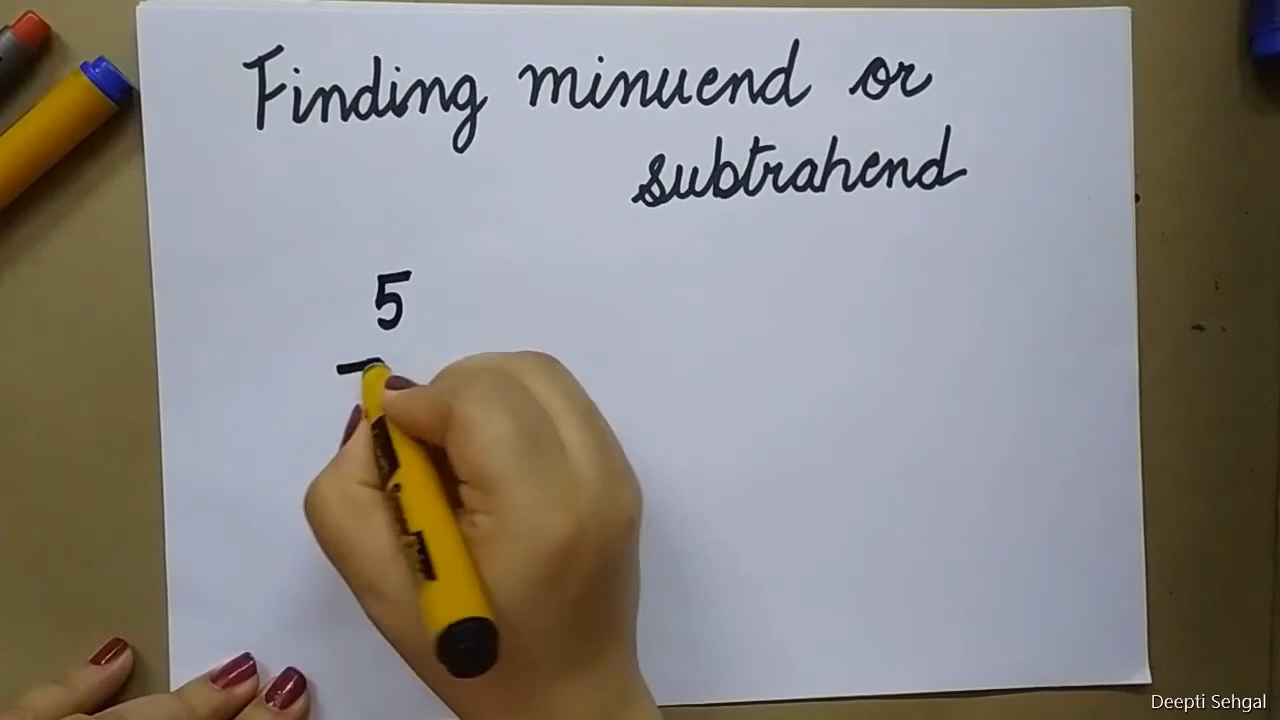 Finding minuend or
subtrahend
5
–
Deepti Sehgal